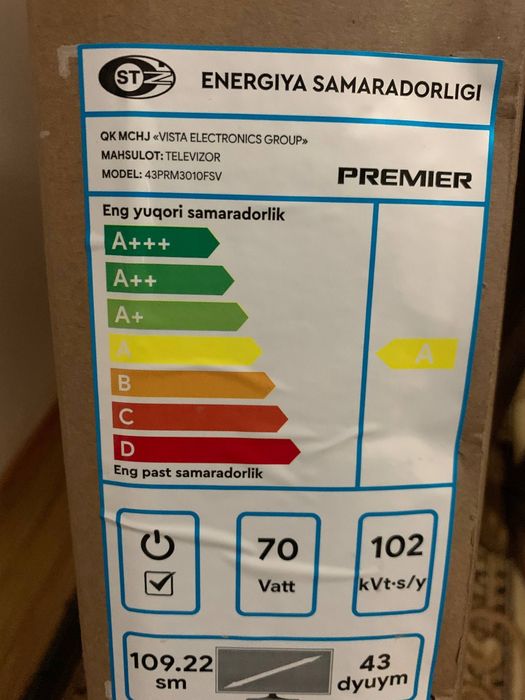 ST
ENERGIYA SAMARADORLIGI
QK MCHJ «VISTA ELECTRONICS GROUP»
MAHSULOT: TELEVIZOR
MODEL: 43PRM3010FSV
PREMIER
Eng yuqori samaradorlik
A+++
A++
A+
A
A
B
C
D
Eng past samaradorlik
70
Vatt
102
kVt·s/y
109.22
sm
43
dyuym